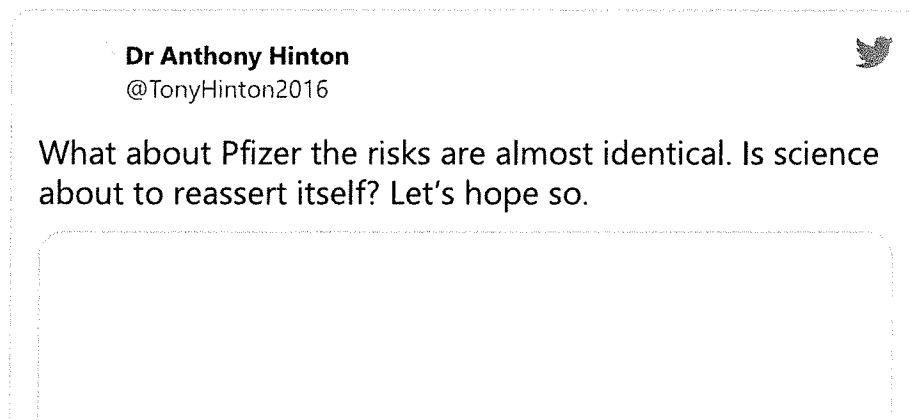 Dr Anthony Hinton
@TonyHinton2016
What about Pfizer the risks are almost identical. Is science
about to reassert itself? Let's hope so.